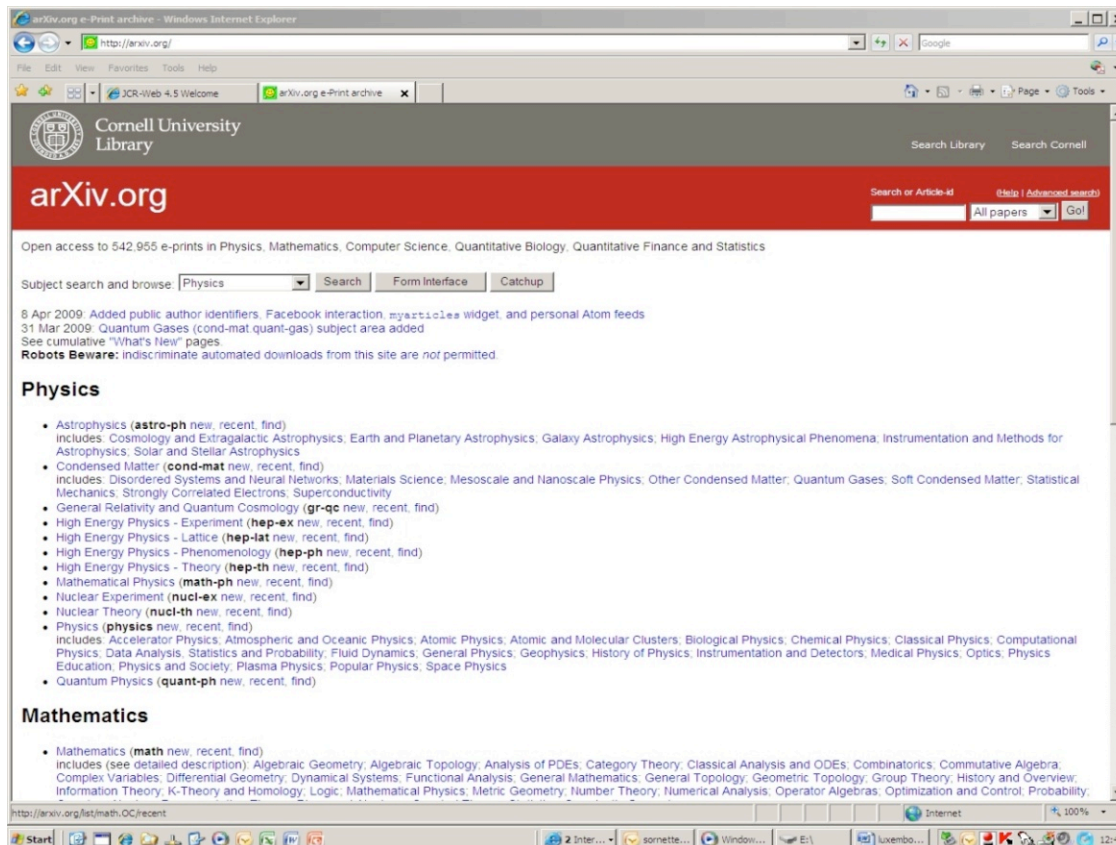 arXiv.org e-Print archive - Windows Internet Explorer
http://arxiv.org/
Google
File Edit View Favorites Tools Help
JCR-Web 4.5 Welcome
arXiv.org e-Print archive
Page
Tools
Cornell University
Library
Search Library
Search Cornell
arXiv.org
Search or Article-id
(Help | Advanced search)
All papers
Go!
Open access to 542,955 e-prints in Physics, Mathematics, Computer Science, Quantitative Biology, Quantitative Finance and Statistics
Subject search and browse: Physics Search Form Interface Catchup
8 Apr 2009: Added public author identifiers, Facebook interaction, myarticles widget, and personal Atom feeds
31 Mar 2009: Quantum Gases (cond-mat.quant-gas) subject area added
See cumulative "What's New" pages.
Robots Beware: indiscriminate automated downloads from this site are not permitted.
Physics
• Astrophysics (astro-ph new, recent, find)
includes: Cosmology and Extragalactic Astrophysics; Earth and Planetary Astrophysics; Galaxy Astrophysics; High Energy Astrophysical Phenomena; Instrumentation and Methods for
Astrophysics; Solar and Stellar Astrophysics
• Condensed Matter (cond-mat new, recent, find)
includes: Disordered Systems and Neural Networks; Materials Science; Mesoscale and Nanoscale Physics; Other Condensed Matter; Quantum Gases; Soft Condensed Matter; Statistical
Mechanics; Strongly Correlated Electrons; Superconductivity
• General Relativity and Quantum Cosmology (gr-qc new, recent, find)
• High Energy Physics - Experiment (hep-ex new, recent, find)
• High Energy Physics - Lattice (hep-lat new, recent, find)
• High Energy Physics - Phenomenology (hep-ph new, recent, find)
• High Energy Physics - Theory (hep-th new, recent, find)
• Mathematical Physics (math-ph new, recent, find)
• Nuclear Experiment (nucl-ex new, recent, find)
• Nuclear Theory (nucl-th new, recent, find)
• Physics (physics new, recent, find)
includes: Accelerator Physics; Atmospheric and Oceanic Physics; Atomic Physics; Atomic and Molecular Clusters; Biological Physics; Chemical Physics; Classical Physics; Computational
Physics; Data Analysis, Statistics and Probability; Fluid Dynamics; General Physics; Geophysics; History of Physics; Instrumentation and Detectors; Medical Physics; Optics; Physics
Education; Physics and Society; Plasma Physics; Popular Physics; Space Physics
• Quantum Physics (quant-ph new, recent, find)
Mathematics
• Mathematics (math new, recent, find)
includes (see detailed description): Algebraic Geometry; Algebraic Topology; Analysis of PDEs; Category Theory; Classical Analysis and ODEs; Combinatorics; Commutative Algebra;
Complex Variables; Differential Geometry; Dynamical Systems; Functional Analysis; General Mathematics; General Topology; Geometric Topology; Group Theory; History and Overview;
Information Theory; K-Theory and Homology; Logic; Mathematical Physics; Metric Geometry; Number Theory; Numerical Analysis; Operator Algebras; Optimization and Control; Probability;
http://arxiv.org/list/math.OC/recent
Internet
100%
Start
2 Inter...
sornette...
Window...
E:\
luxembo...